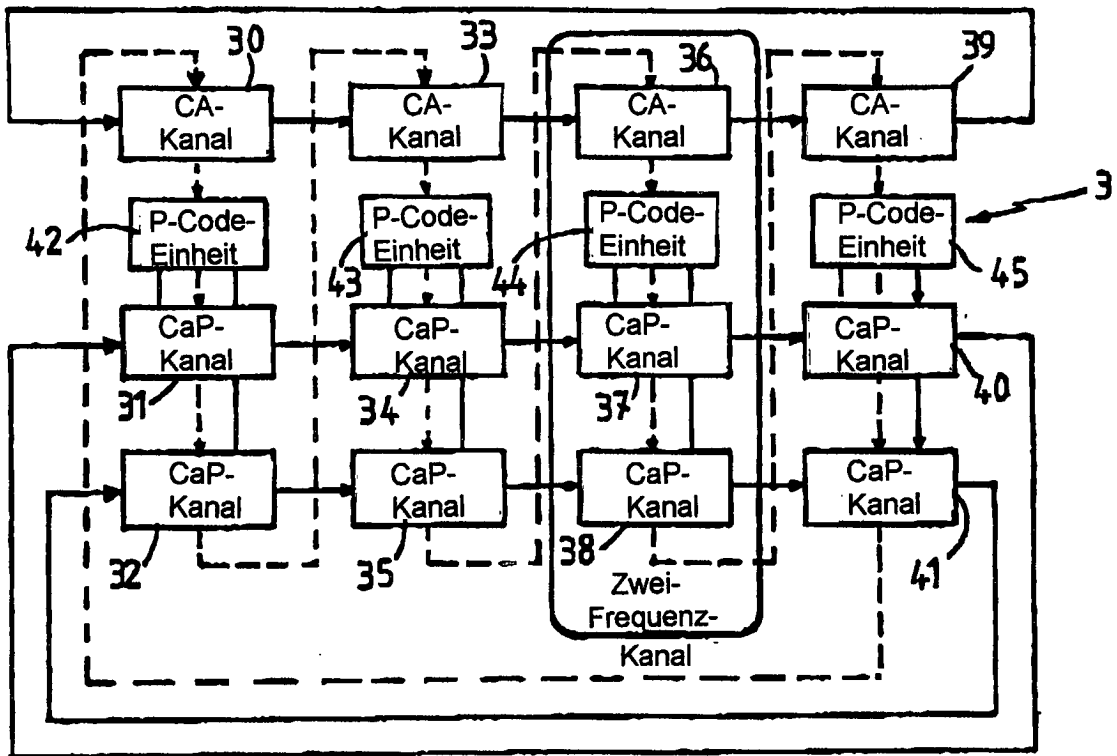 30
33
36
39
CA-
Kanal
CA-
Kanal
CA-
Kanal
CA-
Kanal
3
42
P-Code-
Einheit
43
P-Code-
Einheit
44
P-Code-
Einheit
P-Code-
Einheit
45
CaP-
Kanal
CaP-
Kanal
CaP-
Kanal
CaP-
Kanal
31
34
37
40
CaP-
Kanal
CaP-
Kanal
CaP-
Kanal
CaP-
Kanal
32
35
38
41
Zwei-
Frequenz-
Kanal